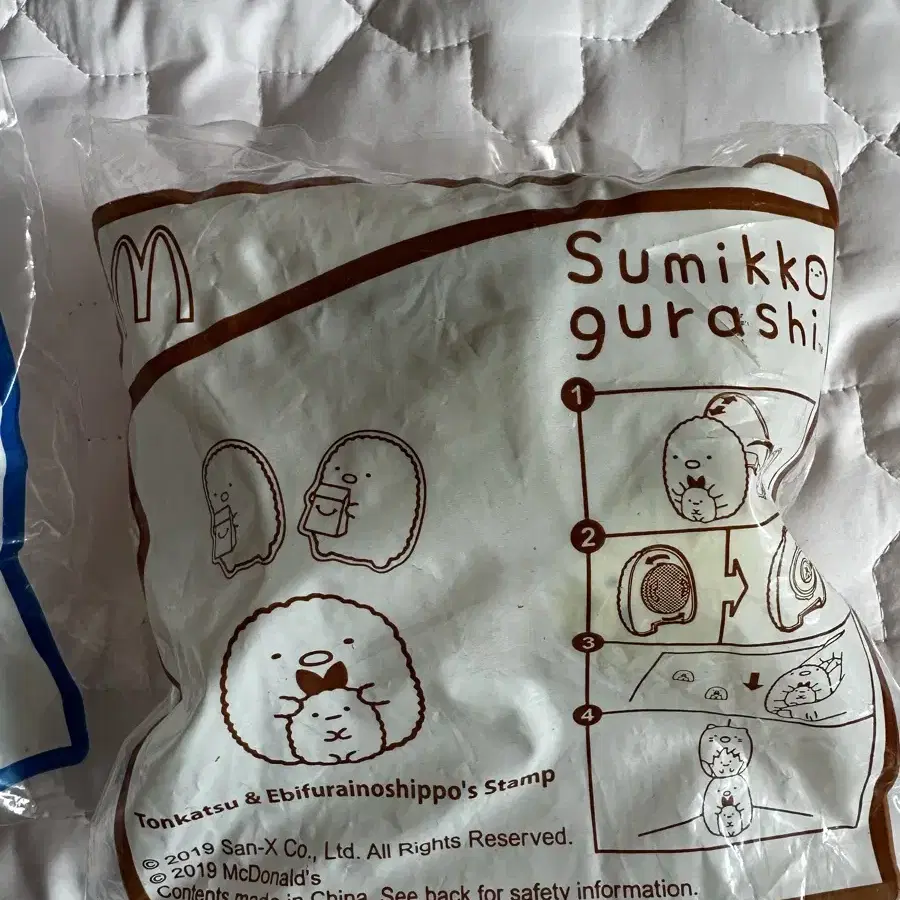 Sumikko
gurashi
1
2
3
4
Tonkatsu & Ebifurainoshippo's Stamp
© 2019 San-X Co., Ltd. All Rights Reserved.
© 2019 McDonald's
Contents made in China. See back for safety information.